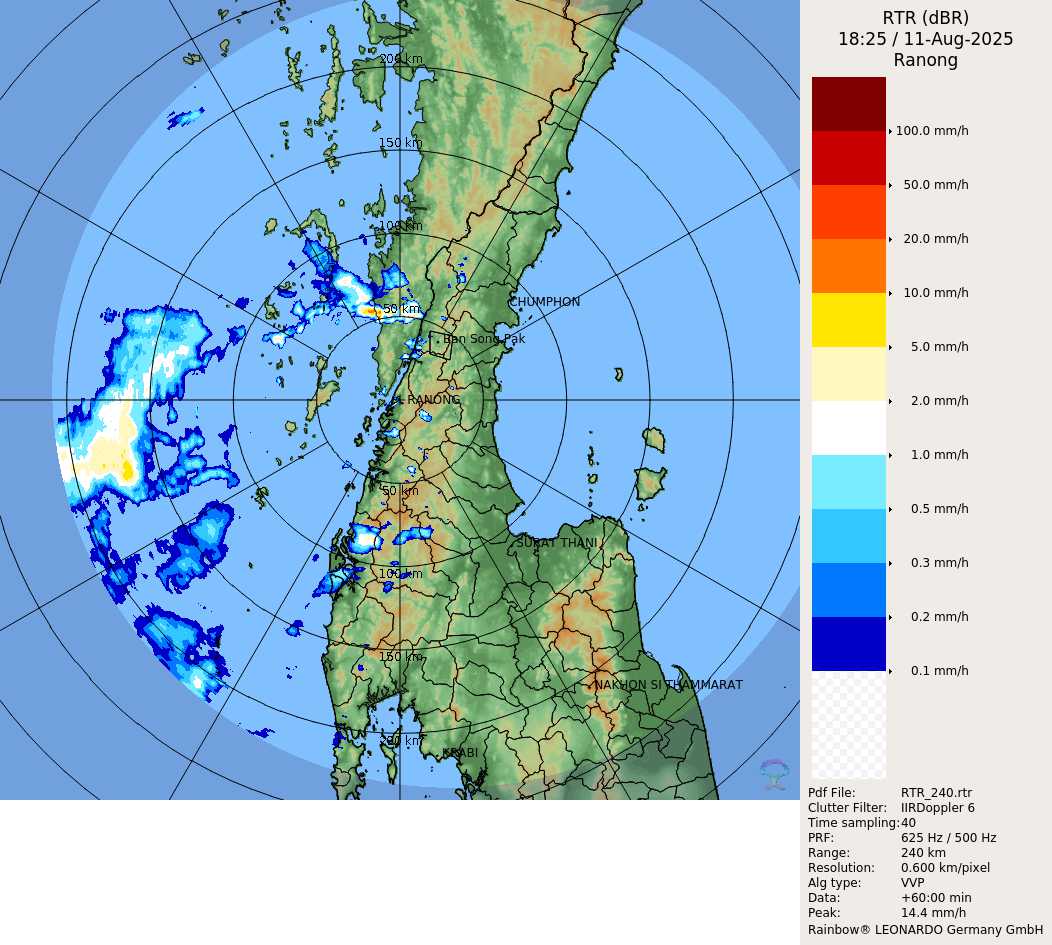 RTR (dBR)
18:25 / 11-Aug-2025
Ranong
200 km
150 km
100 km
50 km
CHUMPHON
Ban Song Pak
RANONG
50 km
SURAT THANI
100 km
150 km
NAKHON SI THAMMARAT
200 km
KRABI
100.0 mm/h
50.0 mm/h
20.0 mm/h
10.0 mm/h
5.0 mm/h
2.0 mm/h
1.0 mm/h
0.5 mm/h
0.3 mm/h
0.2 mm/h
0.1 mm/h
Pdf File: RTR_240.rtr
Clutter Filter: IIRDoppler 6
Time sampling: 40
PRF: 625 Hz / 500 Hz
Range: 240 km
Resolution: 0.600 km/pixel
Alg type: VVP
Data: +60:00 min
Peak: 14.4 mm/h
Rainbow® LEONARDO Germany GmbH